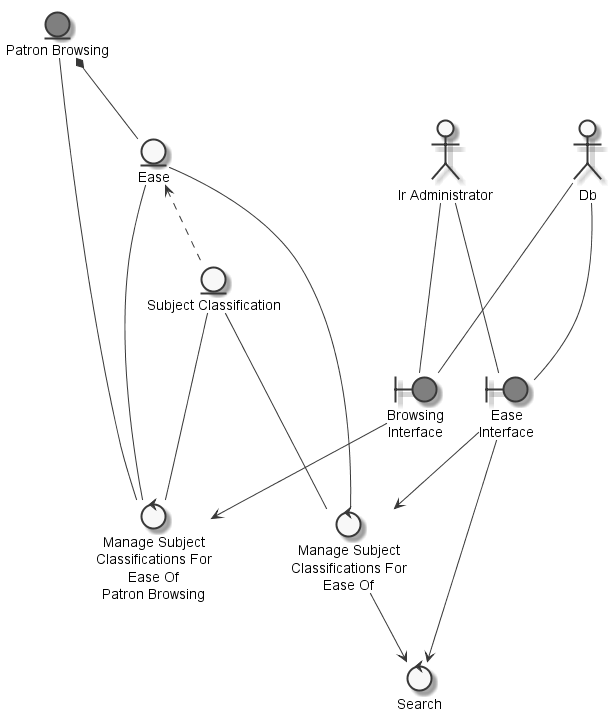 Patron Browsing
Ease
Ir Administrator
Db
Subject Classification
Browsing
Interface
Ease
Interface
Manage Subject
Classifications For
Ease Of
Patron Browsing
Manage Subject
Classifications For
Ease Of
Search